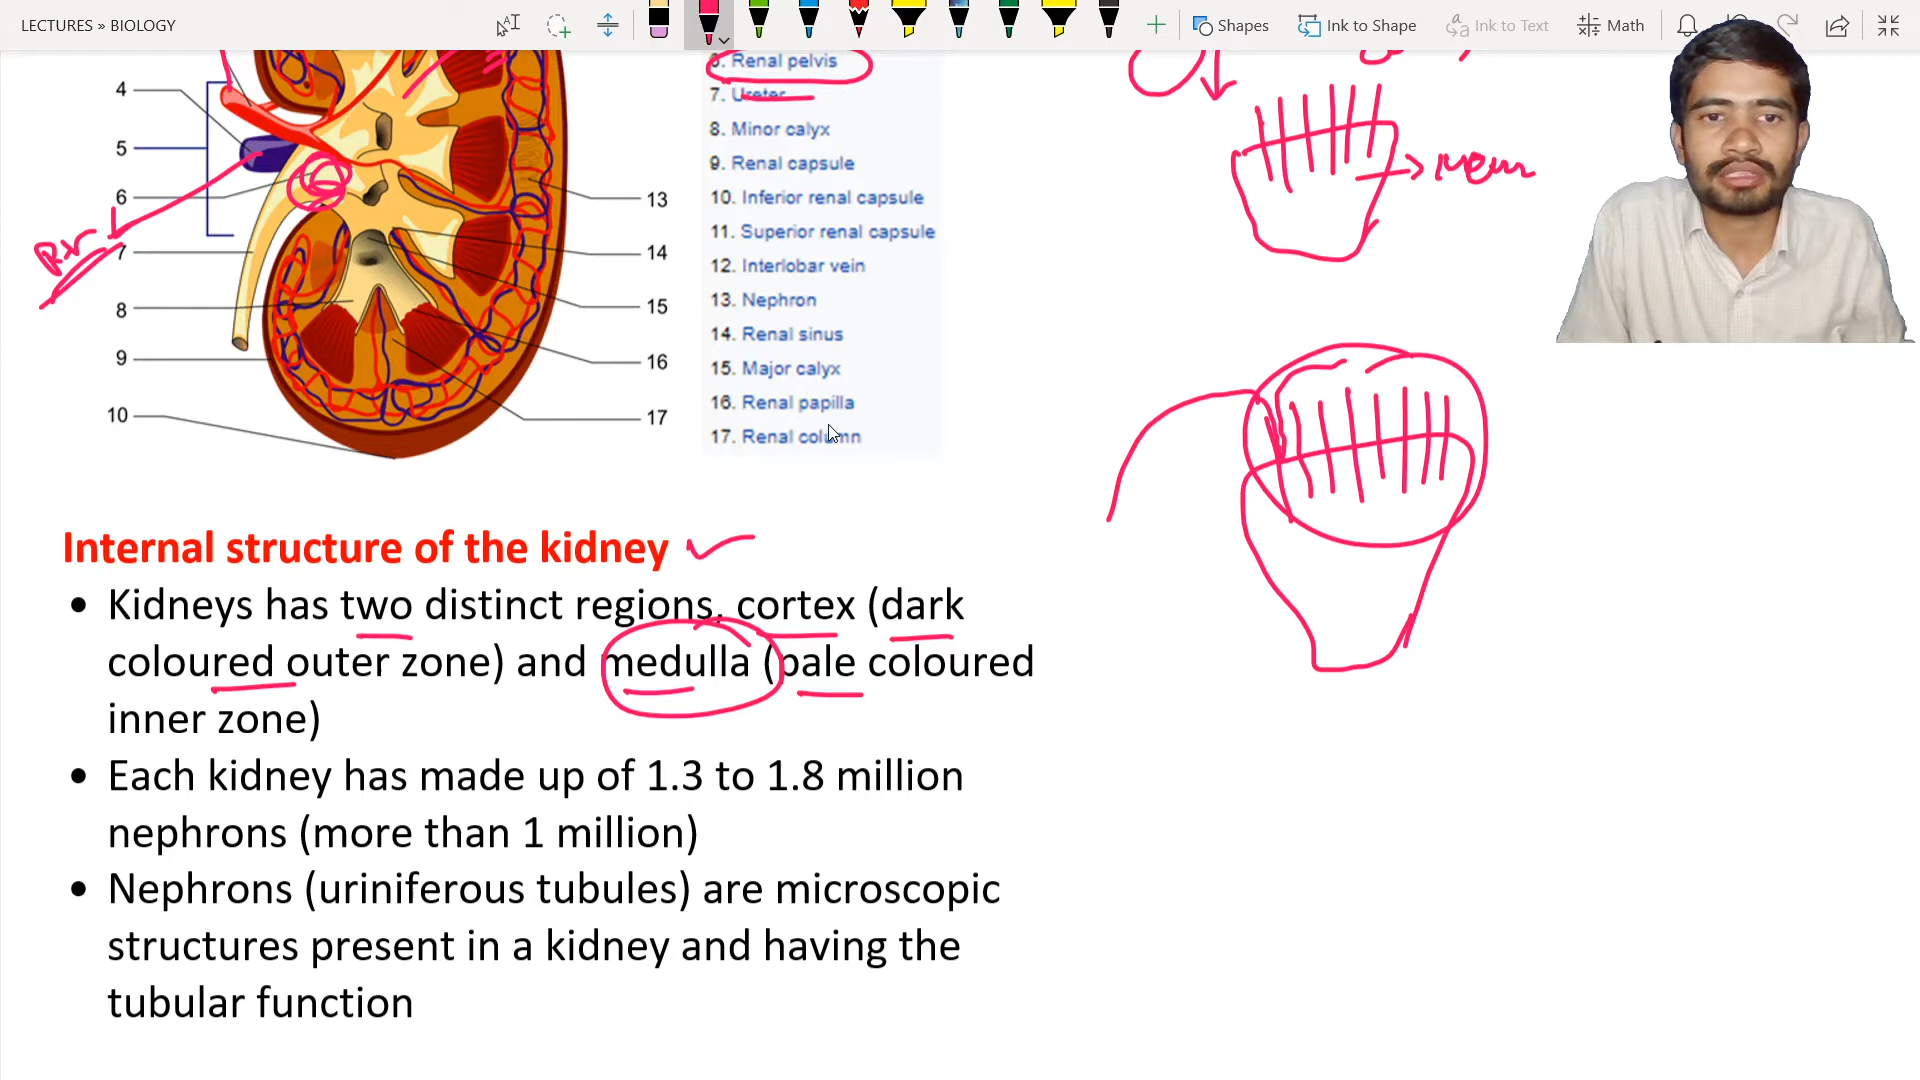 LECTURES » BIOLOGY
Shapes
Ink to Shape
Ink to Text
Math
4
5
6
7
8
9
10
13
14
15
16
17
6. Renal pelvis
7. Ureter
8. Minor calyx
9. Renal capsule
10. Inferior renal capsule
11. Superior renal capsule
12. Interlobar vein
13. Nephron
14. Renal sinus
15. Major calyx
16. Renal papilla
17. Renal column
Internal structure of the kidney
• Kidneys has two distinct regions, cortex (dark
coloured outer zone) and medulla (pale coloured
inner zone)
• Each kidney has made up of 1.3 to 1.8 million
nephrons (more than 1 million)
• Nephrons (uriniferous tubules) are microscopic
structures present in a kidney and having the
tubular function